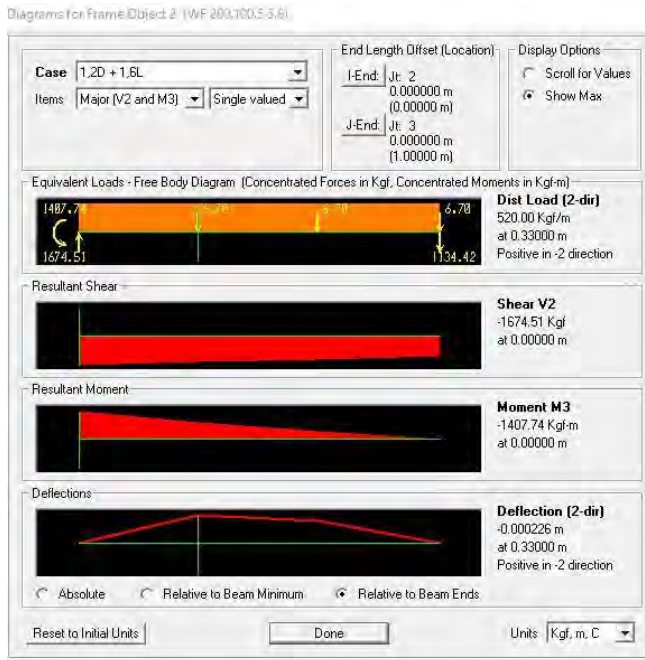 Diagrams for Frame Object 2 (WF 200.100.5.5.8)
Case 1,2D + 1,6L
Items Major (V2 and M3) Single valued
End Length Offset (Location)
I-End: Jt: 2
0.000000 m
(0.00000 m)
J-End: Jt: 3
0.000000 m
(1.00000 m)
Display Options
Scroll for Values
Show Max
Equivalent Loads - Free Body Diagram (Concentrated Forces in Kgf, Concentrated Moments in Kgf-m)
1407.74 6.70 6.70 6.70
1674.51 1134.42
Dist Load (2-dir)
520.00 Kgf/m
at 0.33000 m
Positive in -2 direction
Resultant Shear
Shear V2
-1674.51 Kgf
at 0.00000 m
Resultant Moment
Moment M3
-1407.74 Kgf-m
at 0.00000 m
Deflections
Deflection (2-dir)
-0.000226 m
at 0.33000 m
Positive in -2 direction
Absolute Relative to Beam Minimum Relative to Beam Ends
Reset to Initial Units Done Units Kgf, m, C